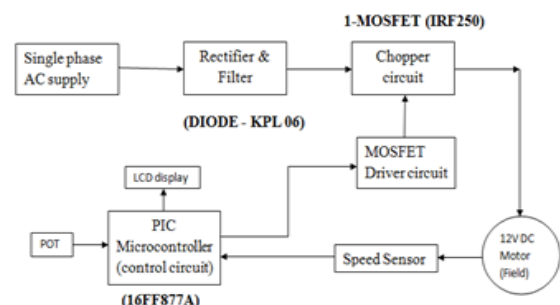 1-MOSFET (IRF250)
Single phase
AC supply
Rectifier &
Filter
Chopper
circuit
(DIODE - KPL 06)
MOSFET
Driver circuit
LCD display
POT
PIC
Microcontroller
(control circuit)
Speed Sensor
12V DC
Motor
(Field)
(16FF877A)